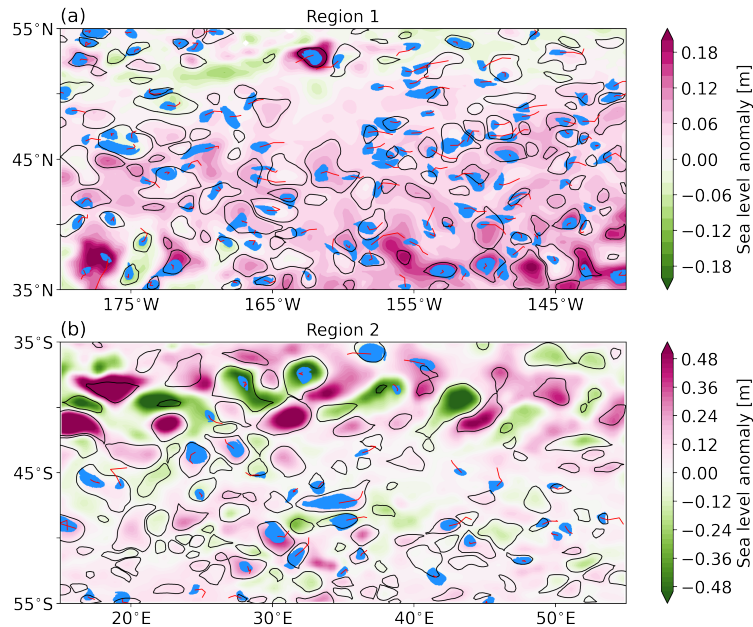 (a) Region 1
55°N
45°N
35°N
175°W 165°W 155°W 145°W
0.18
0.12
0.06
0.00
−0.06
−0.12
−0.18
Sea level anomaly [m]
(b) Region 2
35°S
45°S
55°S
20°E 30°E 40°E 50°E
0.48
0.36
0.24
0.12
0.00
−0.12
−0.24
−0.36
−0.48
Sea level anomaly [m]